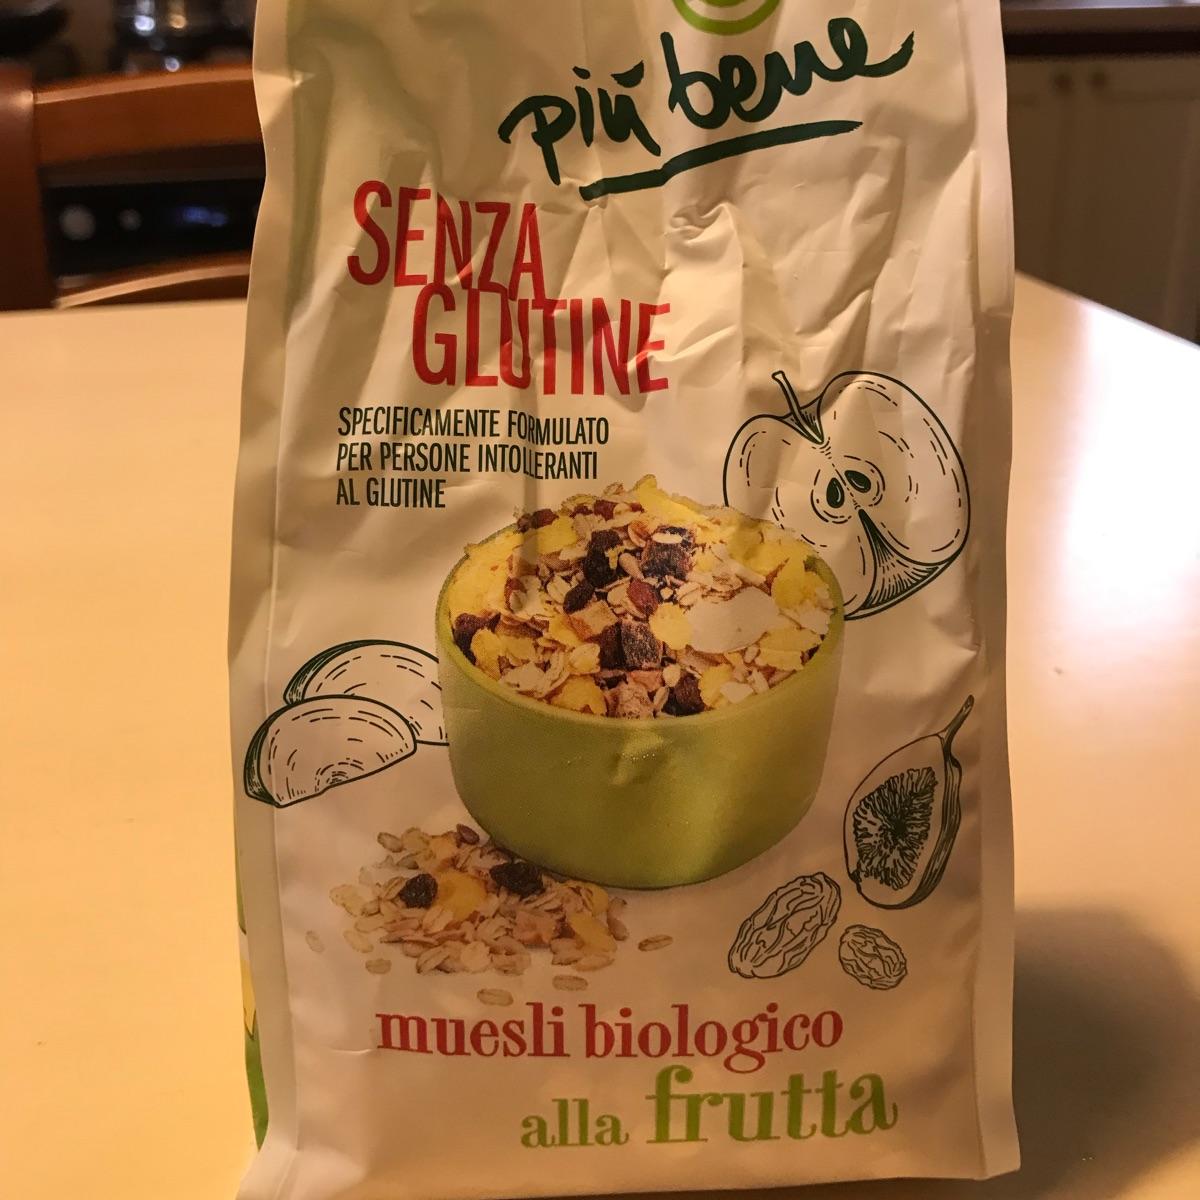 più bene
SENZA
GLUTINE
SPECIFICAMENTE FORMULATO
PER PERSONE INTOLLERANTI
AL GLUTINE
muesli biologico
alla frutta